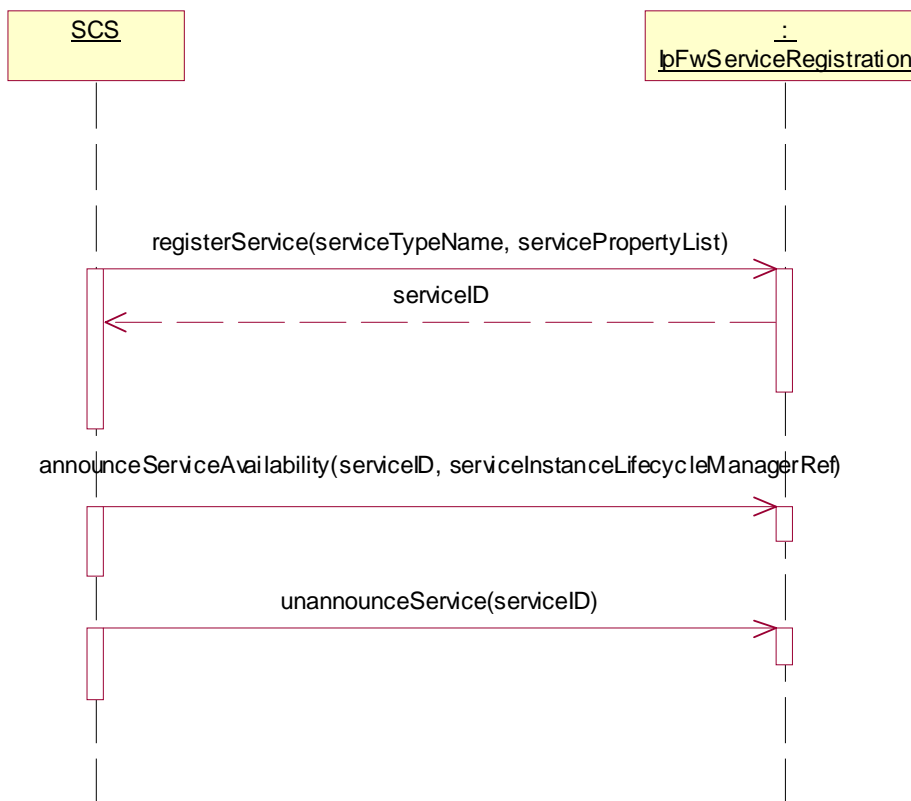 SCS
:
IpFwServiceRegistration
registerService(serviceTypeName, servicePropertyList)
serviceID
announceServiceAvailability(serviceID, serviceInstanceLifecycleManagerRef)
unannounceService(serviceID)